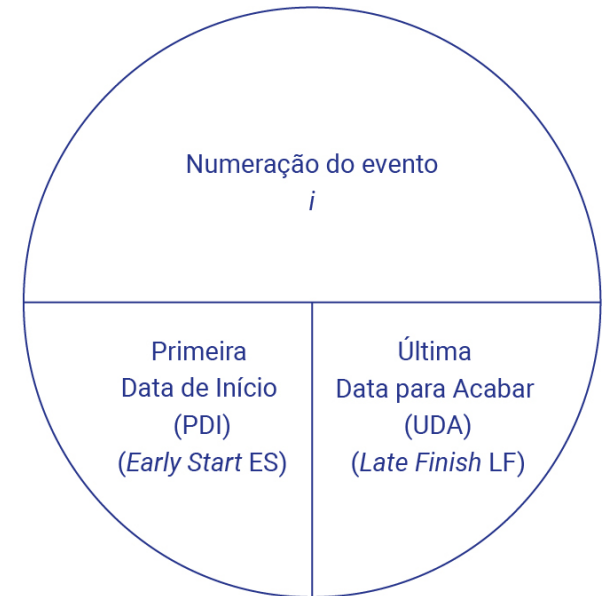 Numeração do evento
i
Primeira
Data de Início
(PDI)
(Early Start ES)
Última
Data para Acabar
(UDA)
(Late Finish LF)